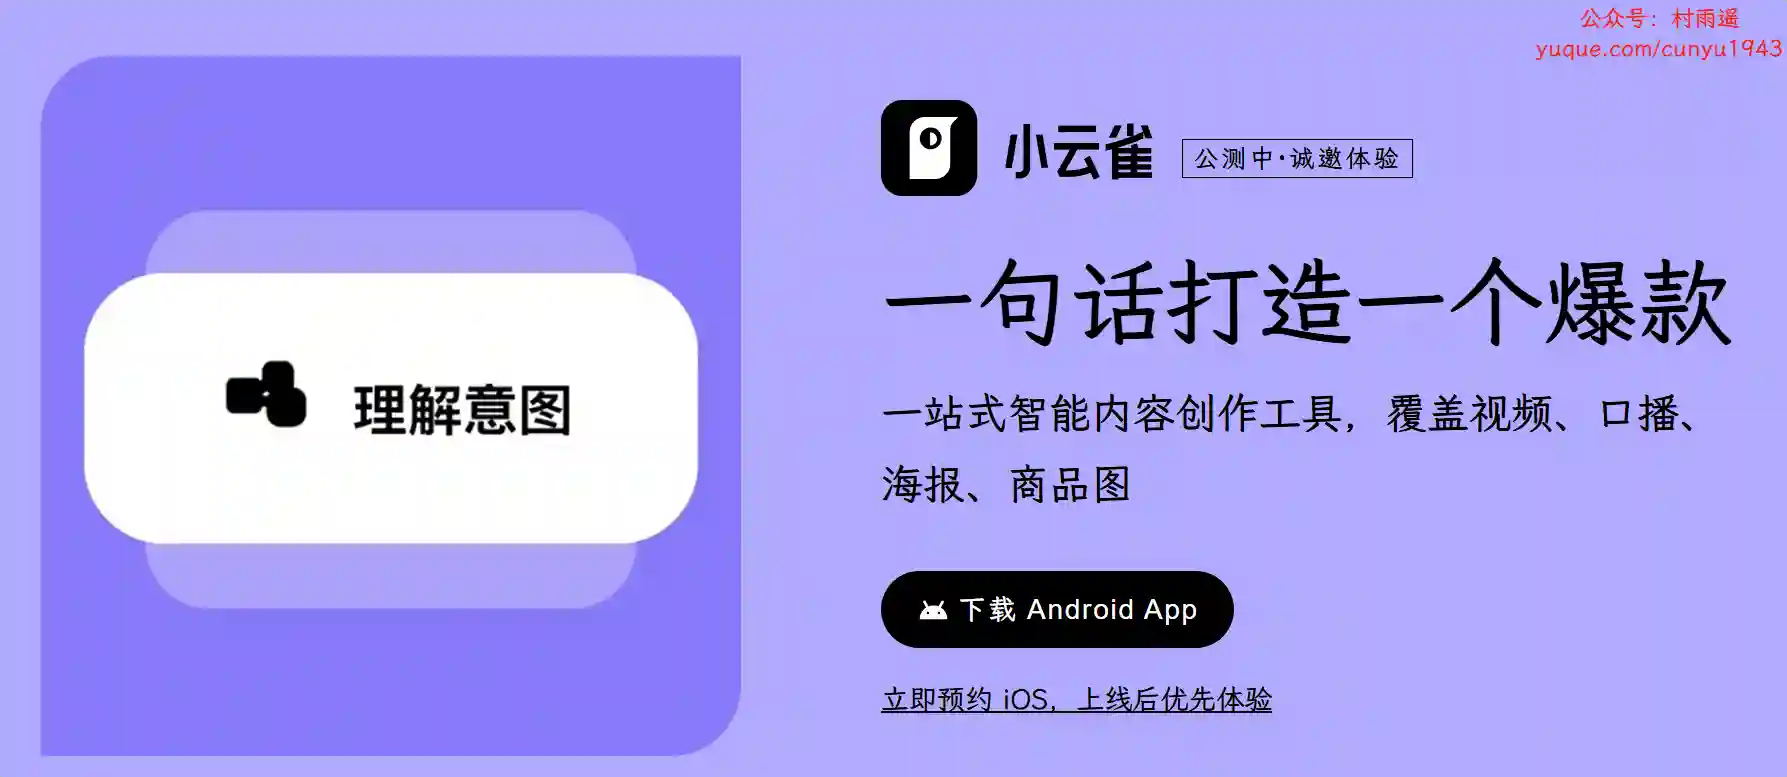 公众号：村雨遥
yuque.com/cunyu1943
小云雀
公测中·诚邀体验
一句话打造一个爆款
一站式智能内容创作工具，覆盖视频、口播、
海报、商品图
理解意图
下载 Android App
立即预约 iOS，上线后优先体验